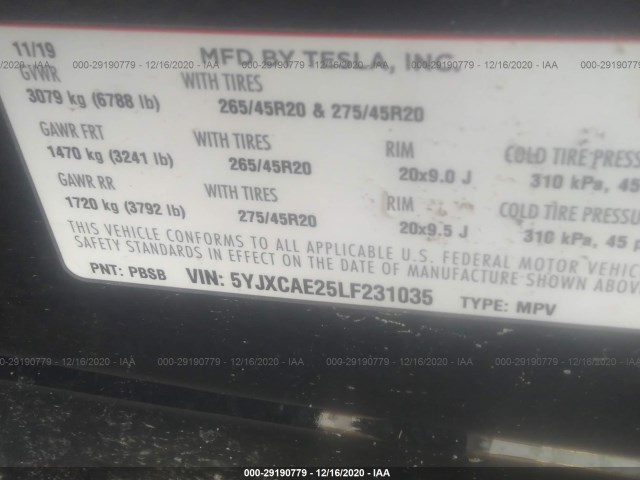 11/19 MFD BY TESLA, INC.
GVWR WITH TIRES
3079 kg (6788 lb) 265/45R20 & 275/45R20
GAWR FRT WITH TIRES RIM COLD TIRE PRESS
1470 kg (3241 lb) 265/45R20 20x9.0 J 310 kPa, 45
GAWR RR WITH TIRES RIM COLD TIRE PRESSUR
1720 kg (3792 lb) 275/45R20 20x9.5 J 310 kPa, 45 P
THIS VEHICLE CONFORMS TO ALL APPLICABLE U.S. FEDERAL MOTOR VEHIC
SAFETY STANDARDS IN EFFECT ON THE DATE OF MANUFACTURE SHOWN ABOVE
PNT: PBSB VIN: 5YJXCAE25LF231035 TYPE: MPV
000-29190779 - 12/16/2020 - IAA